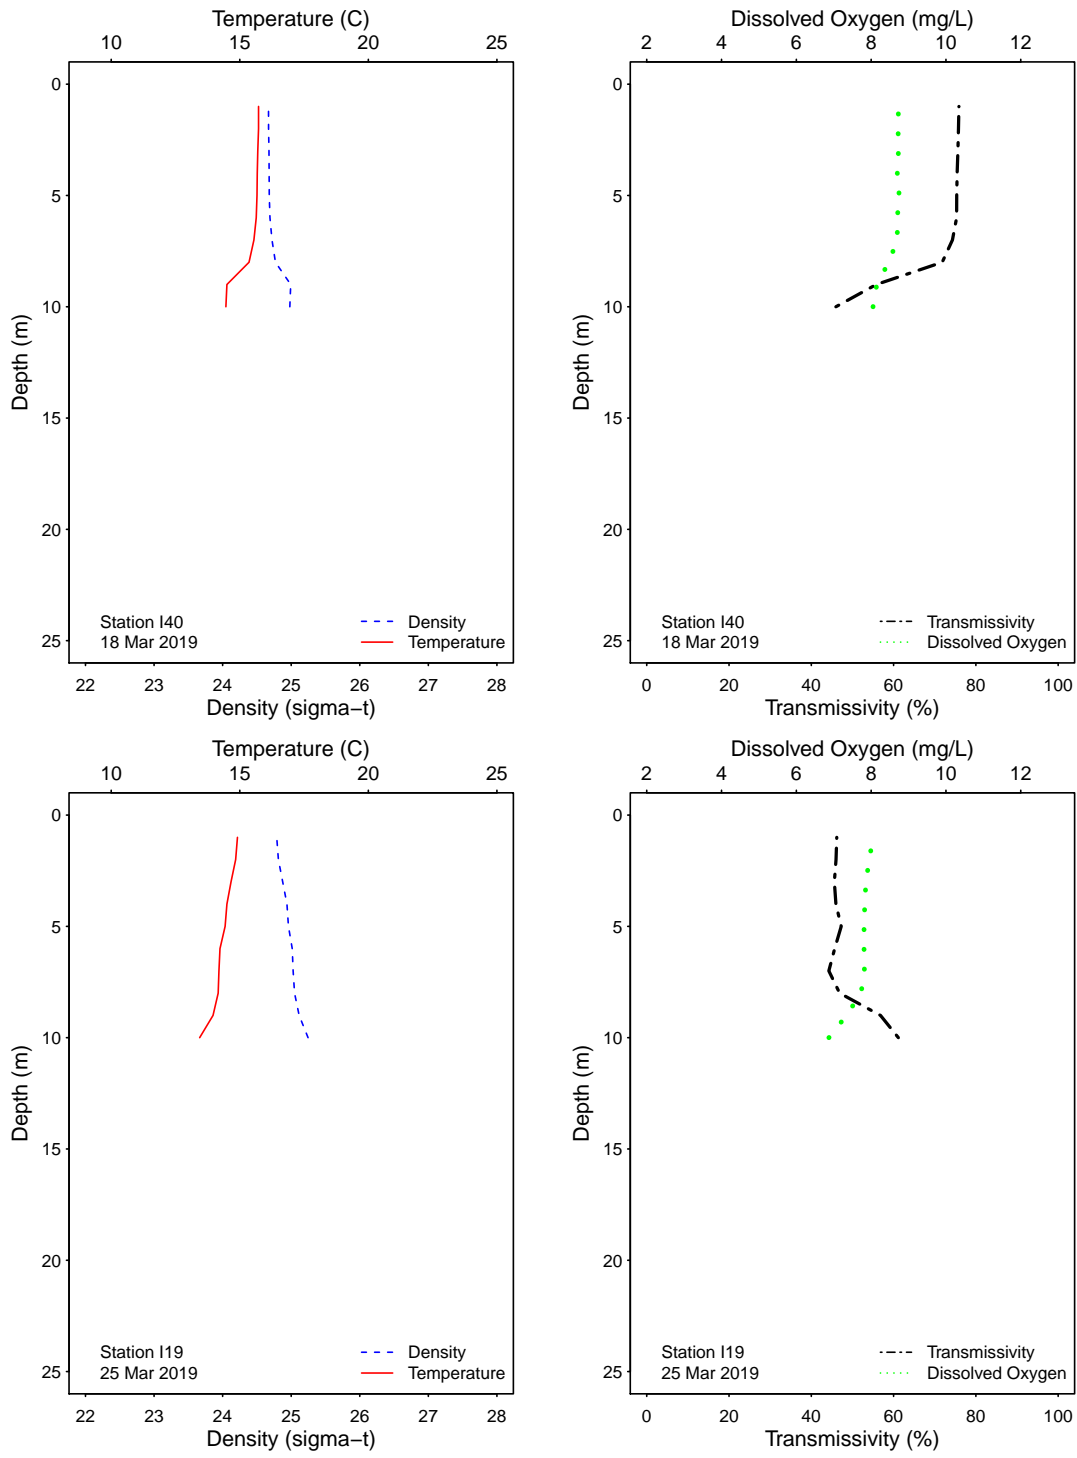 Temperature (C)
10 15 20 25
0
5
10
15
20
25
Depth (m)
Station I40
18 Mar 2019
Density
Temperature
22 23 24 25 26 27 28
Density (sigma−t)
Dissolved Oxygen (mg/L)
2 4 6 8 10 12
0
5
10
15
20
25
Depth (m)
Station I40
18 Mar 2019
Transmissivity
Dissolved Oxygen
0 20 40 60 80 100
Transmissivity (%)
Temperature (C)
10 15 20 25
0
5
10
15
20
25
Depth (m)
Station I19
25 Mar 2019
Density
Temperature
22 23 24 25 26 27 28
Density (sigma−t)
Dissolved Oxygen (mg/L)
2 4 6 8 10 12
0
5
10
15
20
25
Depth (m)
Station I19
25 Mar 2019
Transmissivity
Dissolved Oxygen
0 20 40 60 80 100
Transmissivity (%)